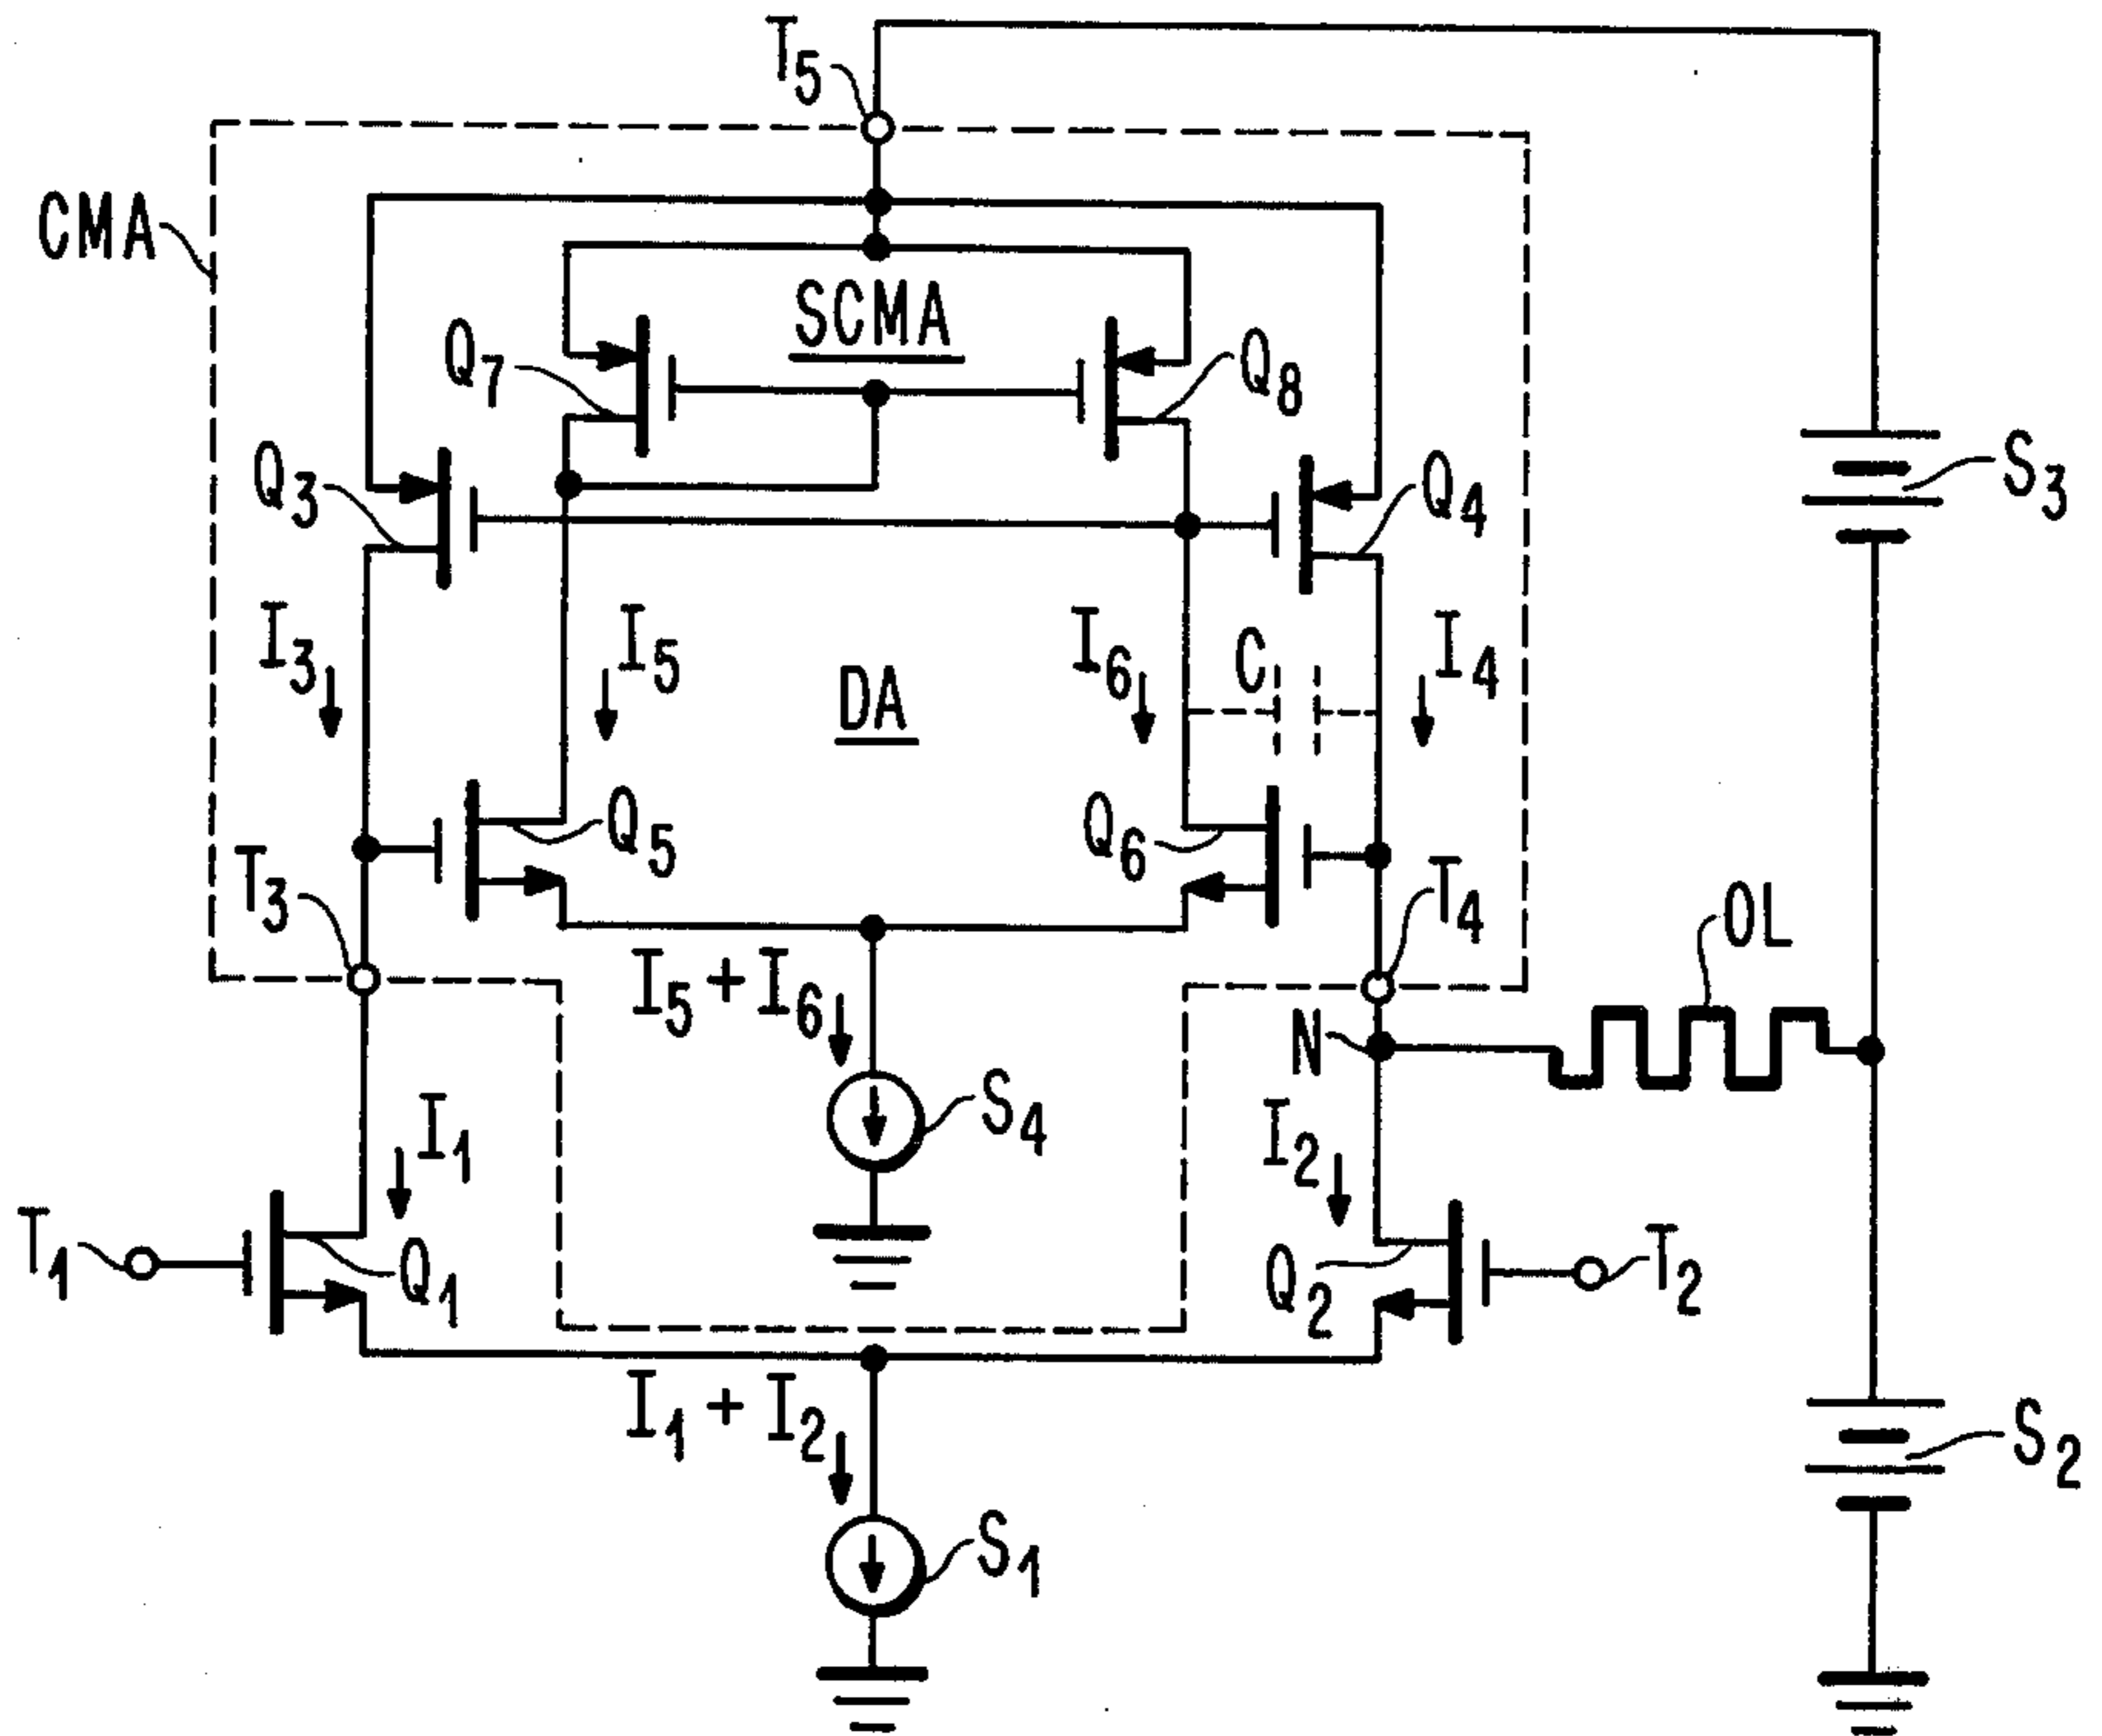 T5
CMA
SCMA
Q7
Q8
Q3
Q4
S3
I3
I5
I6
C
I4
DA
Q5
Q6
T3
T4
OL
I5 + I6
N
S4
I1
I2
T1
Q1
Q2
T2
I1 + I2
S2
S1